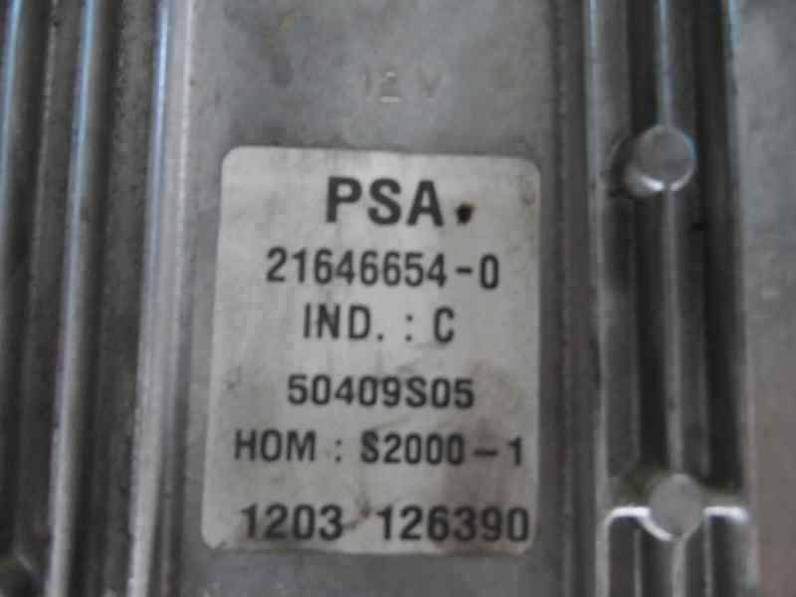 12 V
PSA
21646654-0
IND. : C
50409S05
HOM : S2000-1
1203 126390